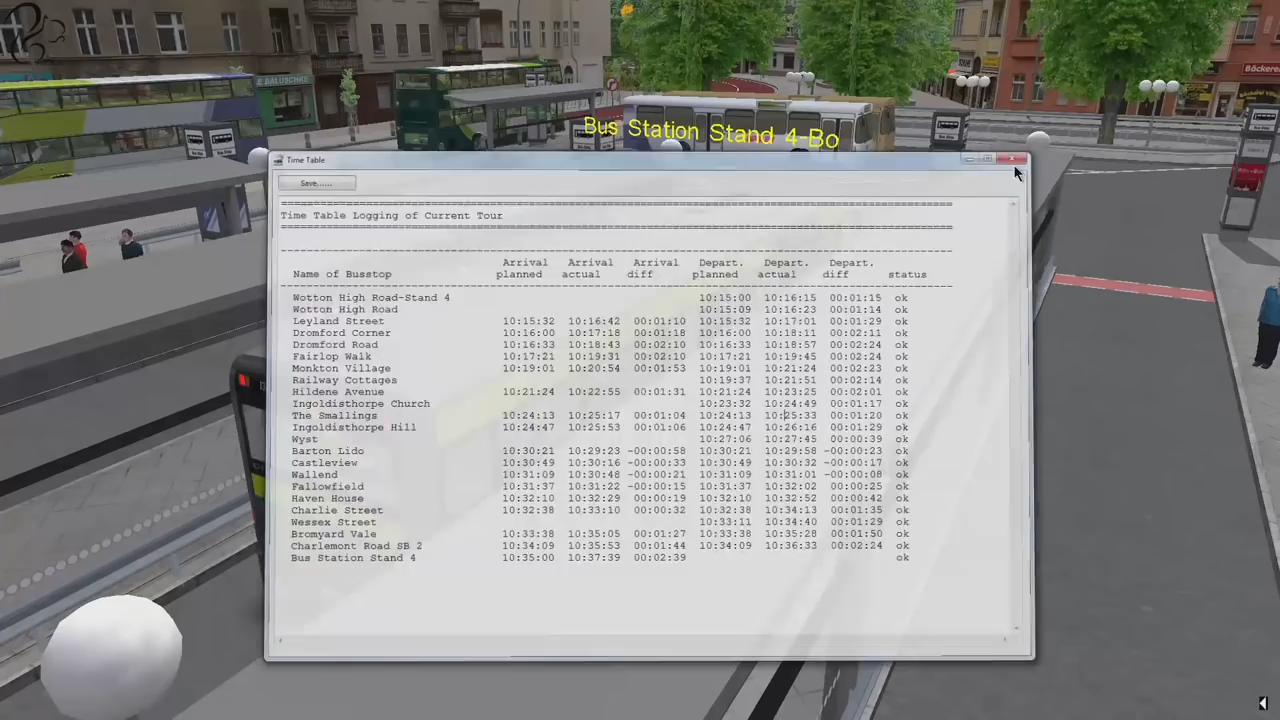 BALUSCHKE
Bäckere
Bus Station Stand 4-Bo
Time Table
Save......
Time Table Logging of Current Tour
Arrival Arrival Arrival Depart. Depart. Depart.
Name of Busstop planned actual diff planned actual diff status
Wotton High Road-Stand 4 10:15:00 10:16:15 00:01:15 ok
Wotton High Road 10:15:09 10:16:23 00:01:14 ok
Leyland Street 10:15:32 10:16:42 00:01:10 10:15:32 10:17:01 00:01:29 ok
Dromford Corner 10:16:00 10:17:18 00:01:18 10:16:00 10:18:11 00:02:11 ok
Dromford Road 10:16:33 10:18:43 00:02:10 10:16:33 10:18:57 00:02:24 ok
Fairlop Walk 10:17:21 10:19:31 00:02:10 10:17:21 10:19:45 00:02:24 ok
Monkton Village 10:19:01 10:20:54 00:01:53 10:19:01 10:21:24 00:02:23 ok
Railway Cottages 10:19:37 10:21:51 00:02:14 ok
Hildene Avenue 10:21:24 10:22:55 00:01:31 10:21:24 10:23:25 00:02:01 ok
Ingoldisthorpe Church 10:23:32 10:24:49 00:01:17 ok
The Smallings 10:24:13 10:25:17 00:01:04 10:24:13 10:25:33 00:01:20 ok
Ingoldisthorpe Hill 10:24:47 10:25:53 00:01:06 10:24:47 10:26:16 00:01:29 ok
Wyst 10:27:06 10:27:45 00:00:39 ok
Barton Lido 10:30:21 10:29:23 -00:00:58 10:30:21 10:29:58 -00:00:23 ok
Castleview 10:30:49 10:30:16 -00:00:33 10:30:49 10:30:32 -00:00:17 ok
Wallend 10:31:09 10:30:48 -00:00:21 10:31:09 10:31:01 -00:00:08 ok
Fallowfield 10:31:37 10:31:22 -00:00:15 10:31:37 10:32:02 00:00:25 ok
Haven House 10:32:10 10:32:29 00:00:19 10:32:10 10:32:52 00:00:42 ok
Charlie Street 10:32:38 10:33:10 00:00:32 10:32:38 10:34:13 00:01:35 ok
Wessex Street 10:33:11 10:34:40 00:01:29 ok
Bromyard Vale 10:33:38 10:35:05 00:01:27 10:33:38 10:35:28 00:01:50 ok
Charlemont Road SB 2 10:34:09 10:35:53 00:01:44 10:34:09 10:36:33 00:02:24 ok
Bus Station Stand 4 10:35:00 10:37:39 00:02:39 ok